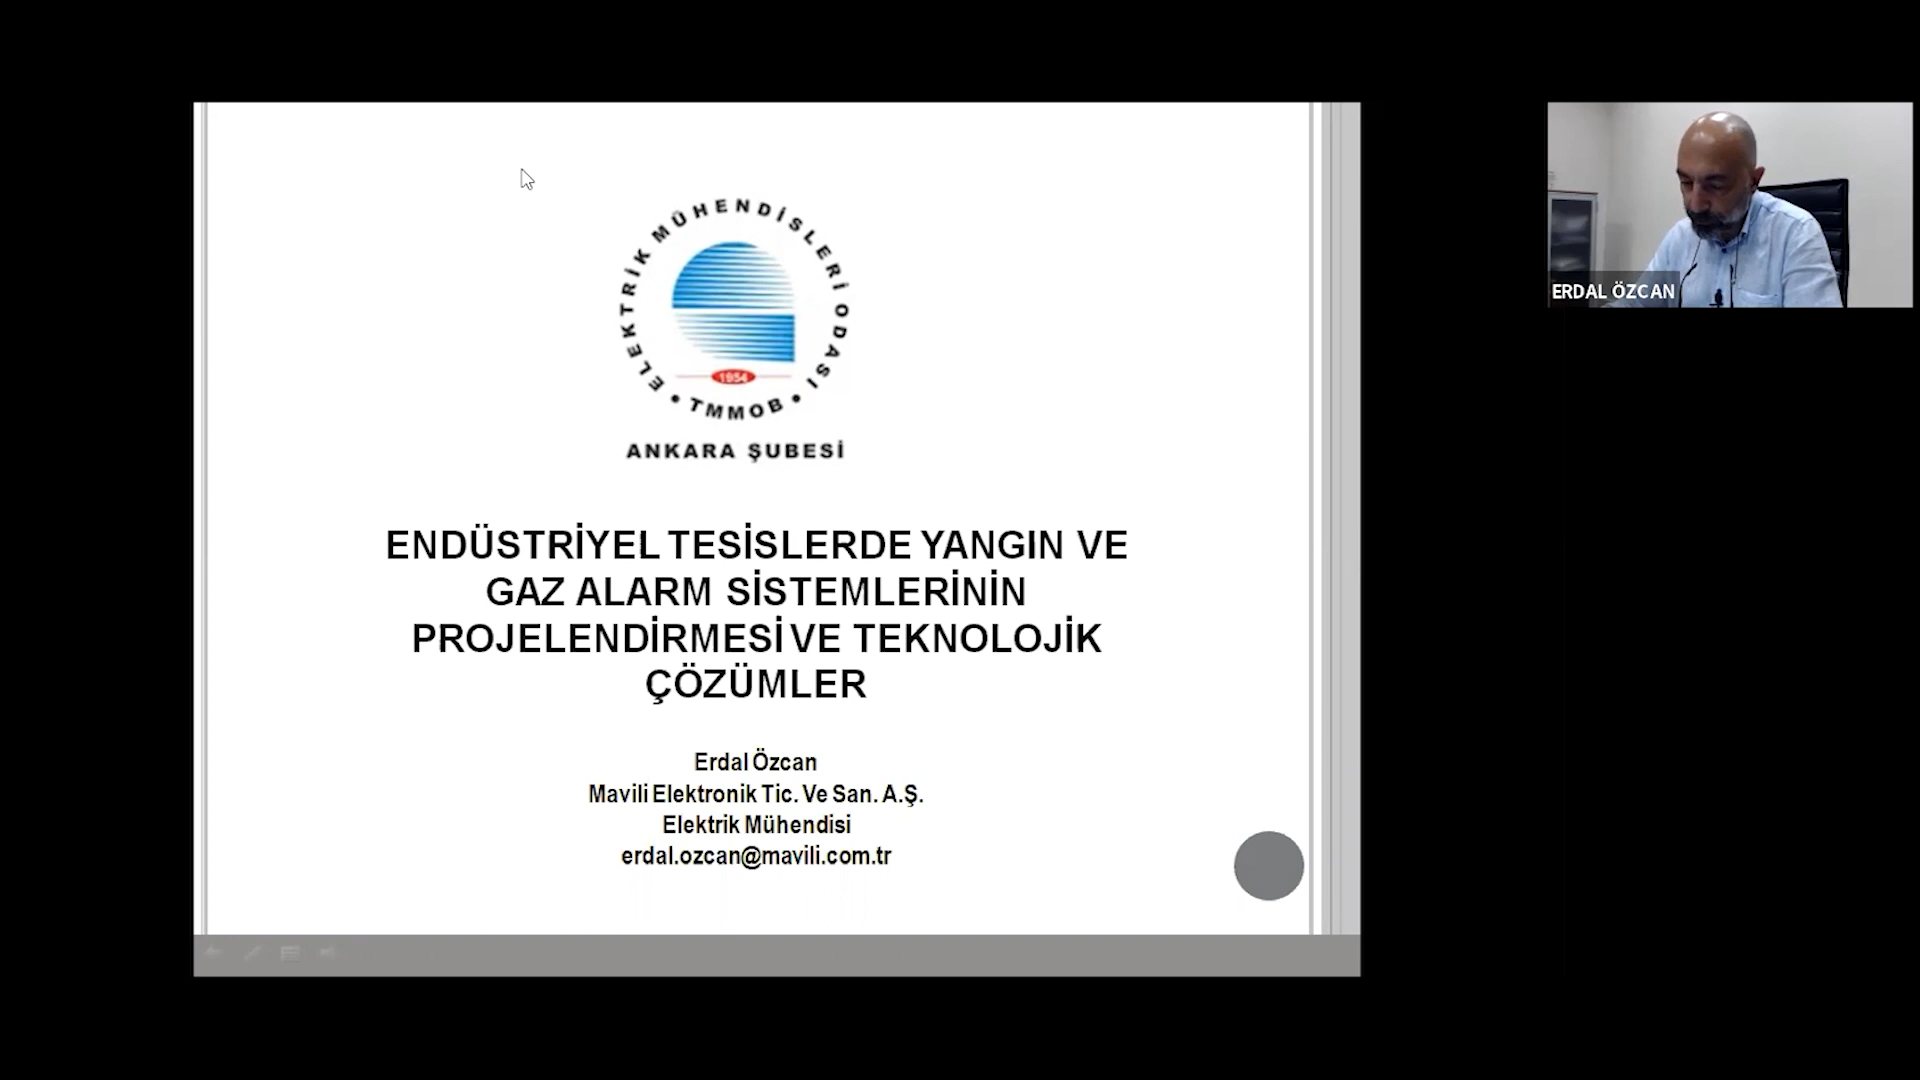 ELEKTRİK MÜHENDİSLERİ ODASI
1954
• TMMOB •
ANKARA ŞUBESİ
ENDÜSTRİYEL TESİSLERDE YANGIN VE
GAZ ALARM SİSTEMLERİNİN
PROJELENDİRMESİ VE TEKNOLOJİK
ÇÖZÜMLER
Erdal Özcan
Mavili Elektronik Tic. Ve San. A.Ş.
Elektrik Mühendisi
erdal.ozcan@mavili.com.tr
ERDAL ÖZCAN